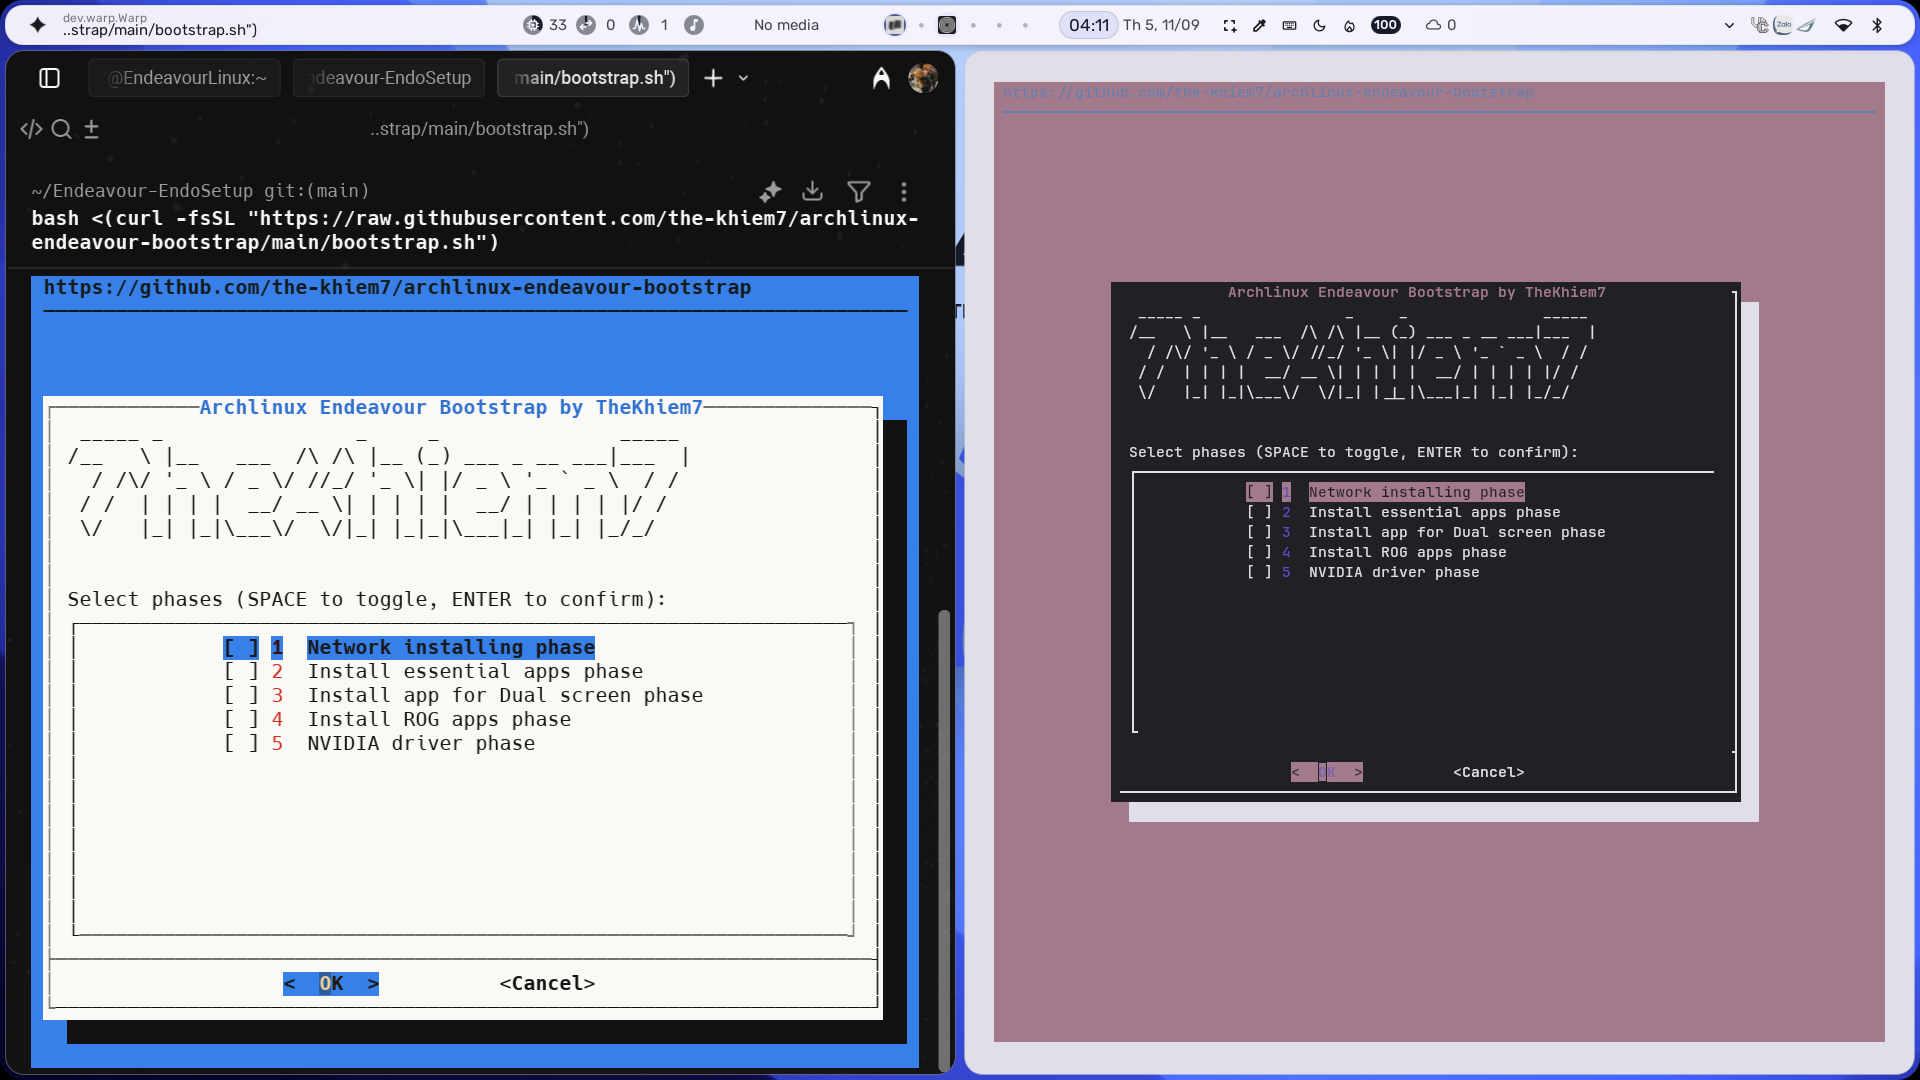 dev.warp.Warp
..strap/main/bootstrap.sh")
33
0
1
No media
04:11
Th 5, 11/09
100
0
@EndeavourLinux:~
ndeavour-EndoSetup
main/bootstrap.sh")
..strap/main/bootstrap.sh")
~/Endeavour-EndoSetup git:(main)
bash <(curl -fsSL "https://raw.githubusercontent.com/the-khiem7/archlinux-
endeavour-bootstrap/main/bootstrap.sh")
https://github.com/the-khiem7/archlinux-endeavour-bootstrap
Archlinux Endeavour Bootstrap by TheKhiem7
TheKhiem7
Select phases (SPACE to toggle, ENTER to confirm):
[ ] 1 Network installing phase
[ ] 2 Install essential apps phase
[ ] 3 Install app for Dual screen phase
[ ] 4 Install ROG apps phase
[ ] 5 NVIDIA driver phase
< OK > <Cancel>
https://github.com/the-khiem7/archlinux-endeavour-bootstrap
Archlinux Endeavour Bootstrap by TheKhiem7
TheKhiem7
Select phases (SPACE to toggle, ENTER to confirm):
[ ] 1 Network installing phase
[ ] 2 Install essential apps phase
[ ] 3 Install app for Dual screen phase
[ ] 4 Install ROG apps phase
[ ] 5 NVIDIA driver phase
< OK > <Cancel>